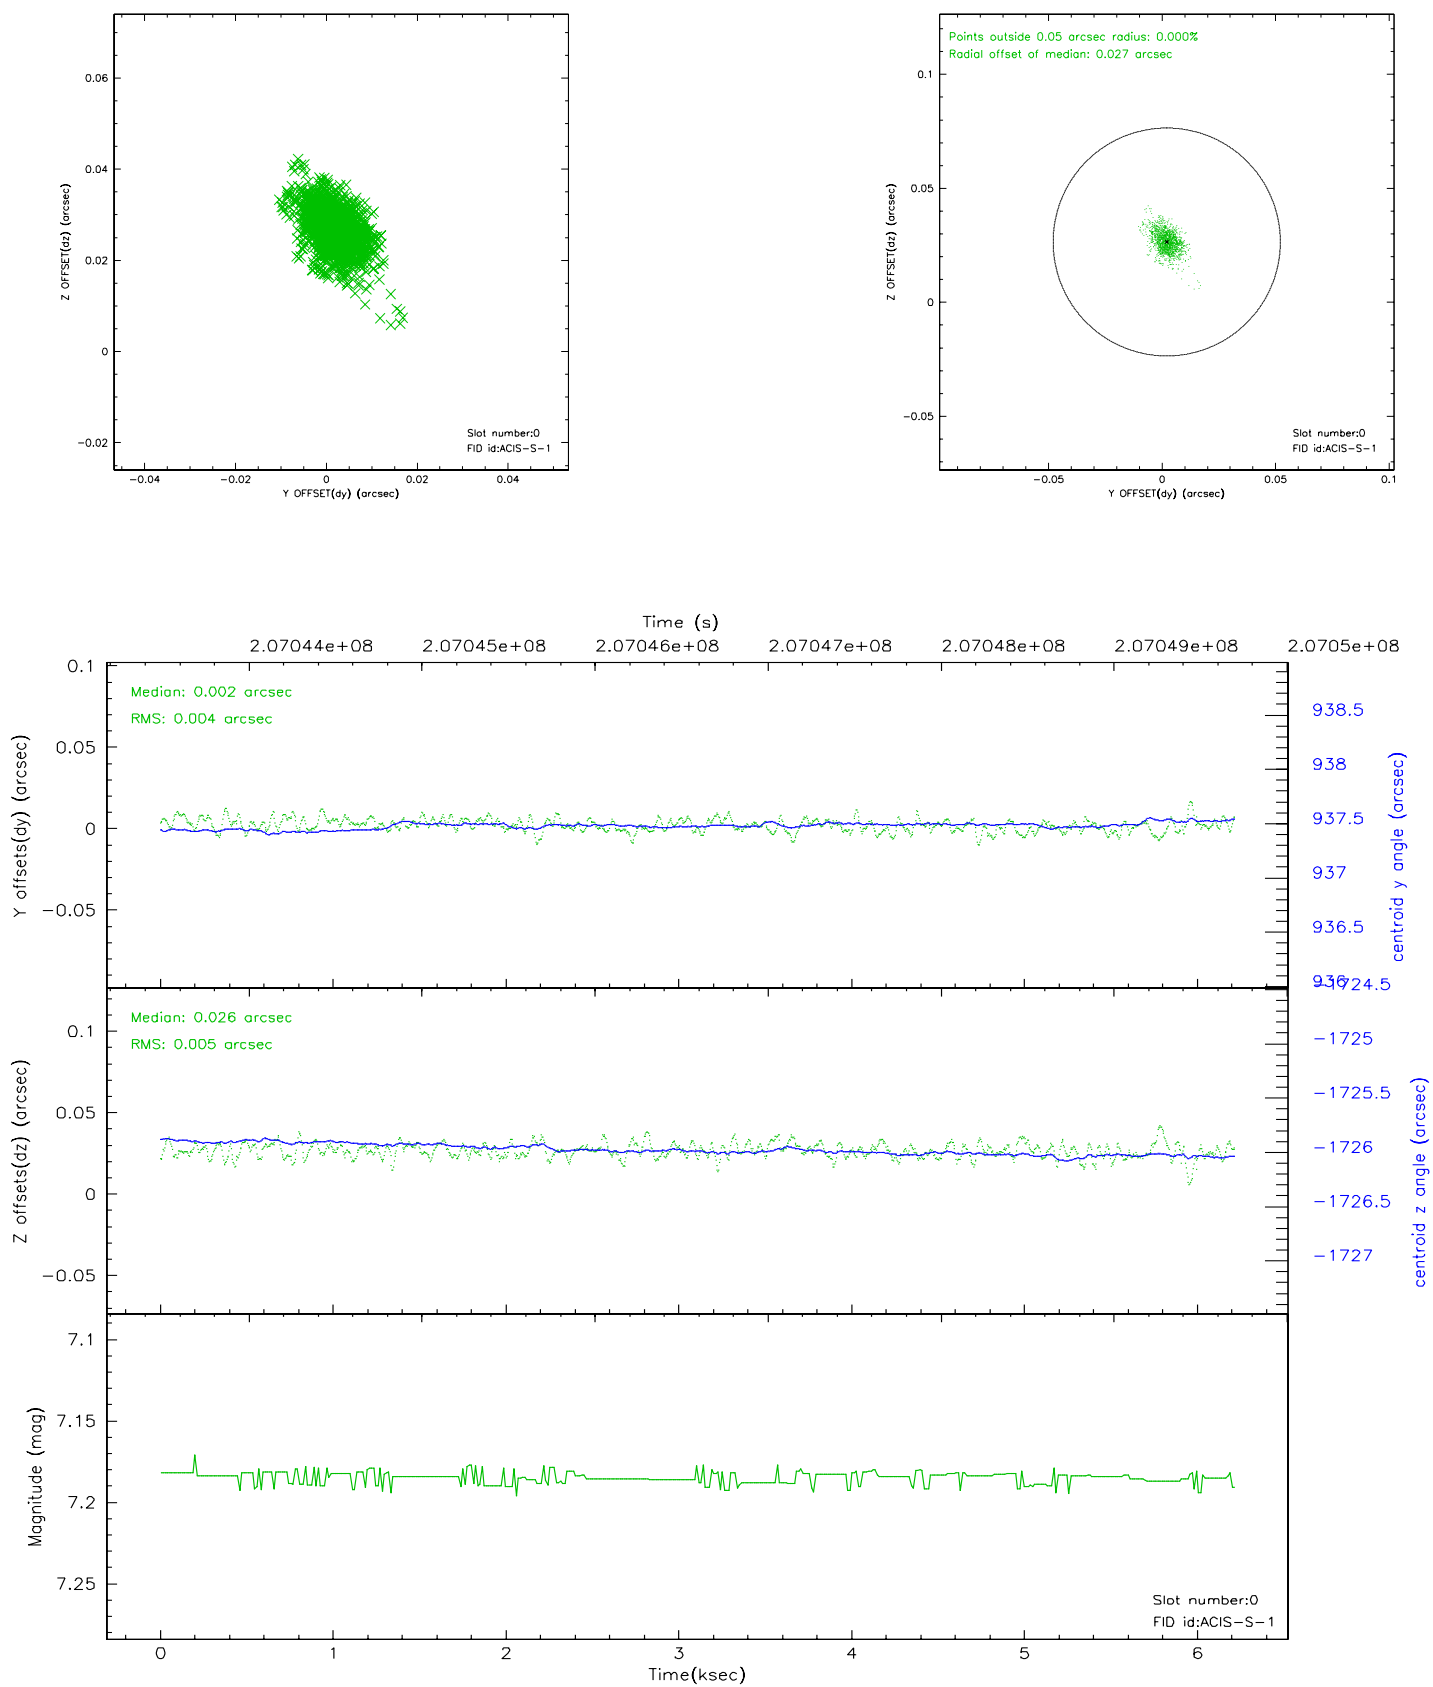 0.06
0.04
0.02
0
-0.02
Z OFFSET(dz) (arcsec)
Slot number:0
FID id:ACIS-S-1
-0.04 -0.02 0 0.02 0.04
Y OFFSET(dy) (arcsec)
Points outside 0.05 arcsec radius: 0.000%
Radial offset of median: 0.027 arcsec
0.1
0.05
0
-0.05
Z OFFSET(dz) (arcsec)
Slot number:0
FID id:ACIS-S-1
-0.05 0 0.05 0.1
Y OFFSET(dy) (arcsec)
Time (s)
2.07044e+08 2.07045e+08 2.07046e+08 2.07047e+08 2.07048e+08 2.07049e+08 2.0705e+08
Median: 0.002 arcsec
RMS: 0.004 arcsec
0.1
0.05
0
-0.05
Y offsets(dy) (arcsec)
938.5
938
937.5
937
936.5
936
centroid y angle (arcsec)
Median: 0.026 arcsec
RMS: 0.005 arcsec
0.1
0.05
0
-0.05
Z offsets(dz) (arcsec)
-1724.5
-1725
-1725.5
-1726
-1726.5
-1727
centroid z angle (arcsec)
7.1
7.15
7.2
7.25
Magnitude (mag)
Slot number:0
FID id:ACIS-S-1
0 1 2 3 4 5 6
Time(ksec)